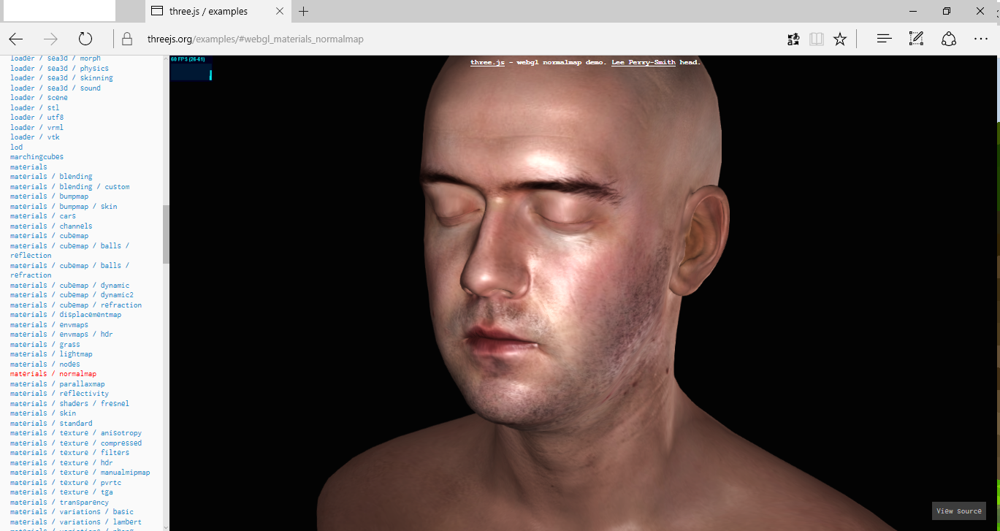 three.js / examples
threejs.org/examples/#webgl_materials_normalmap
loader / sea3d / morph
loader / sea3d / physics
loader / sea3d / skinning
loader / sea3d / sound
loader / scene
loader / stl
loader / utf8
loader / vrml
loader / vtk
lod
marchingcubes
materials
materials / blending
materials / blending / custom
materials / bumpmap
materials / bumpmap / skin
materials / cars
materials / channels
materials / cubemap
materials / cubemap / balls /
reflection
materials / cubemap / balls /
refraction
materials / cubemap / dynamic
materials / cubemap / dynamic2
materials / cubemap / refraction
materials / displacementmap
materials / envmaps
materials / envmaps / hdr
materials / grass
materials / lightmap
materials / nodes
materials / normalmap
materials / parallaxmap
materials / reflectivity
materials / shaders / fresnel
materials / skin
materials / standard
materials / texture / anisotropy
materials / texture / compressed
materials / texture / filters
materials / texture / hdr
materials / texture / manualmipmap
materials / texture / pvrtc
materials / texture / tga
materials / transparency
materials / variations / basic
materials / variations / lambert
60 FPS (26-61)
three.js - webgl normalmap demo. Lee Perry-Smith head.
View source